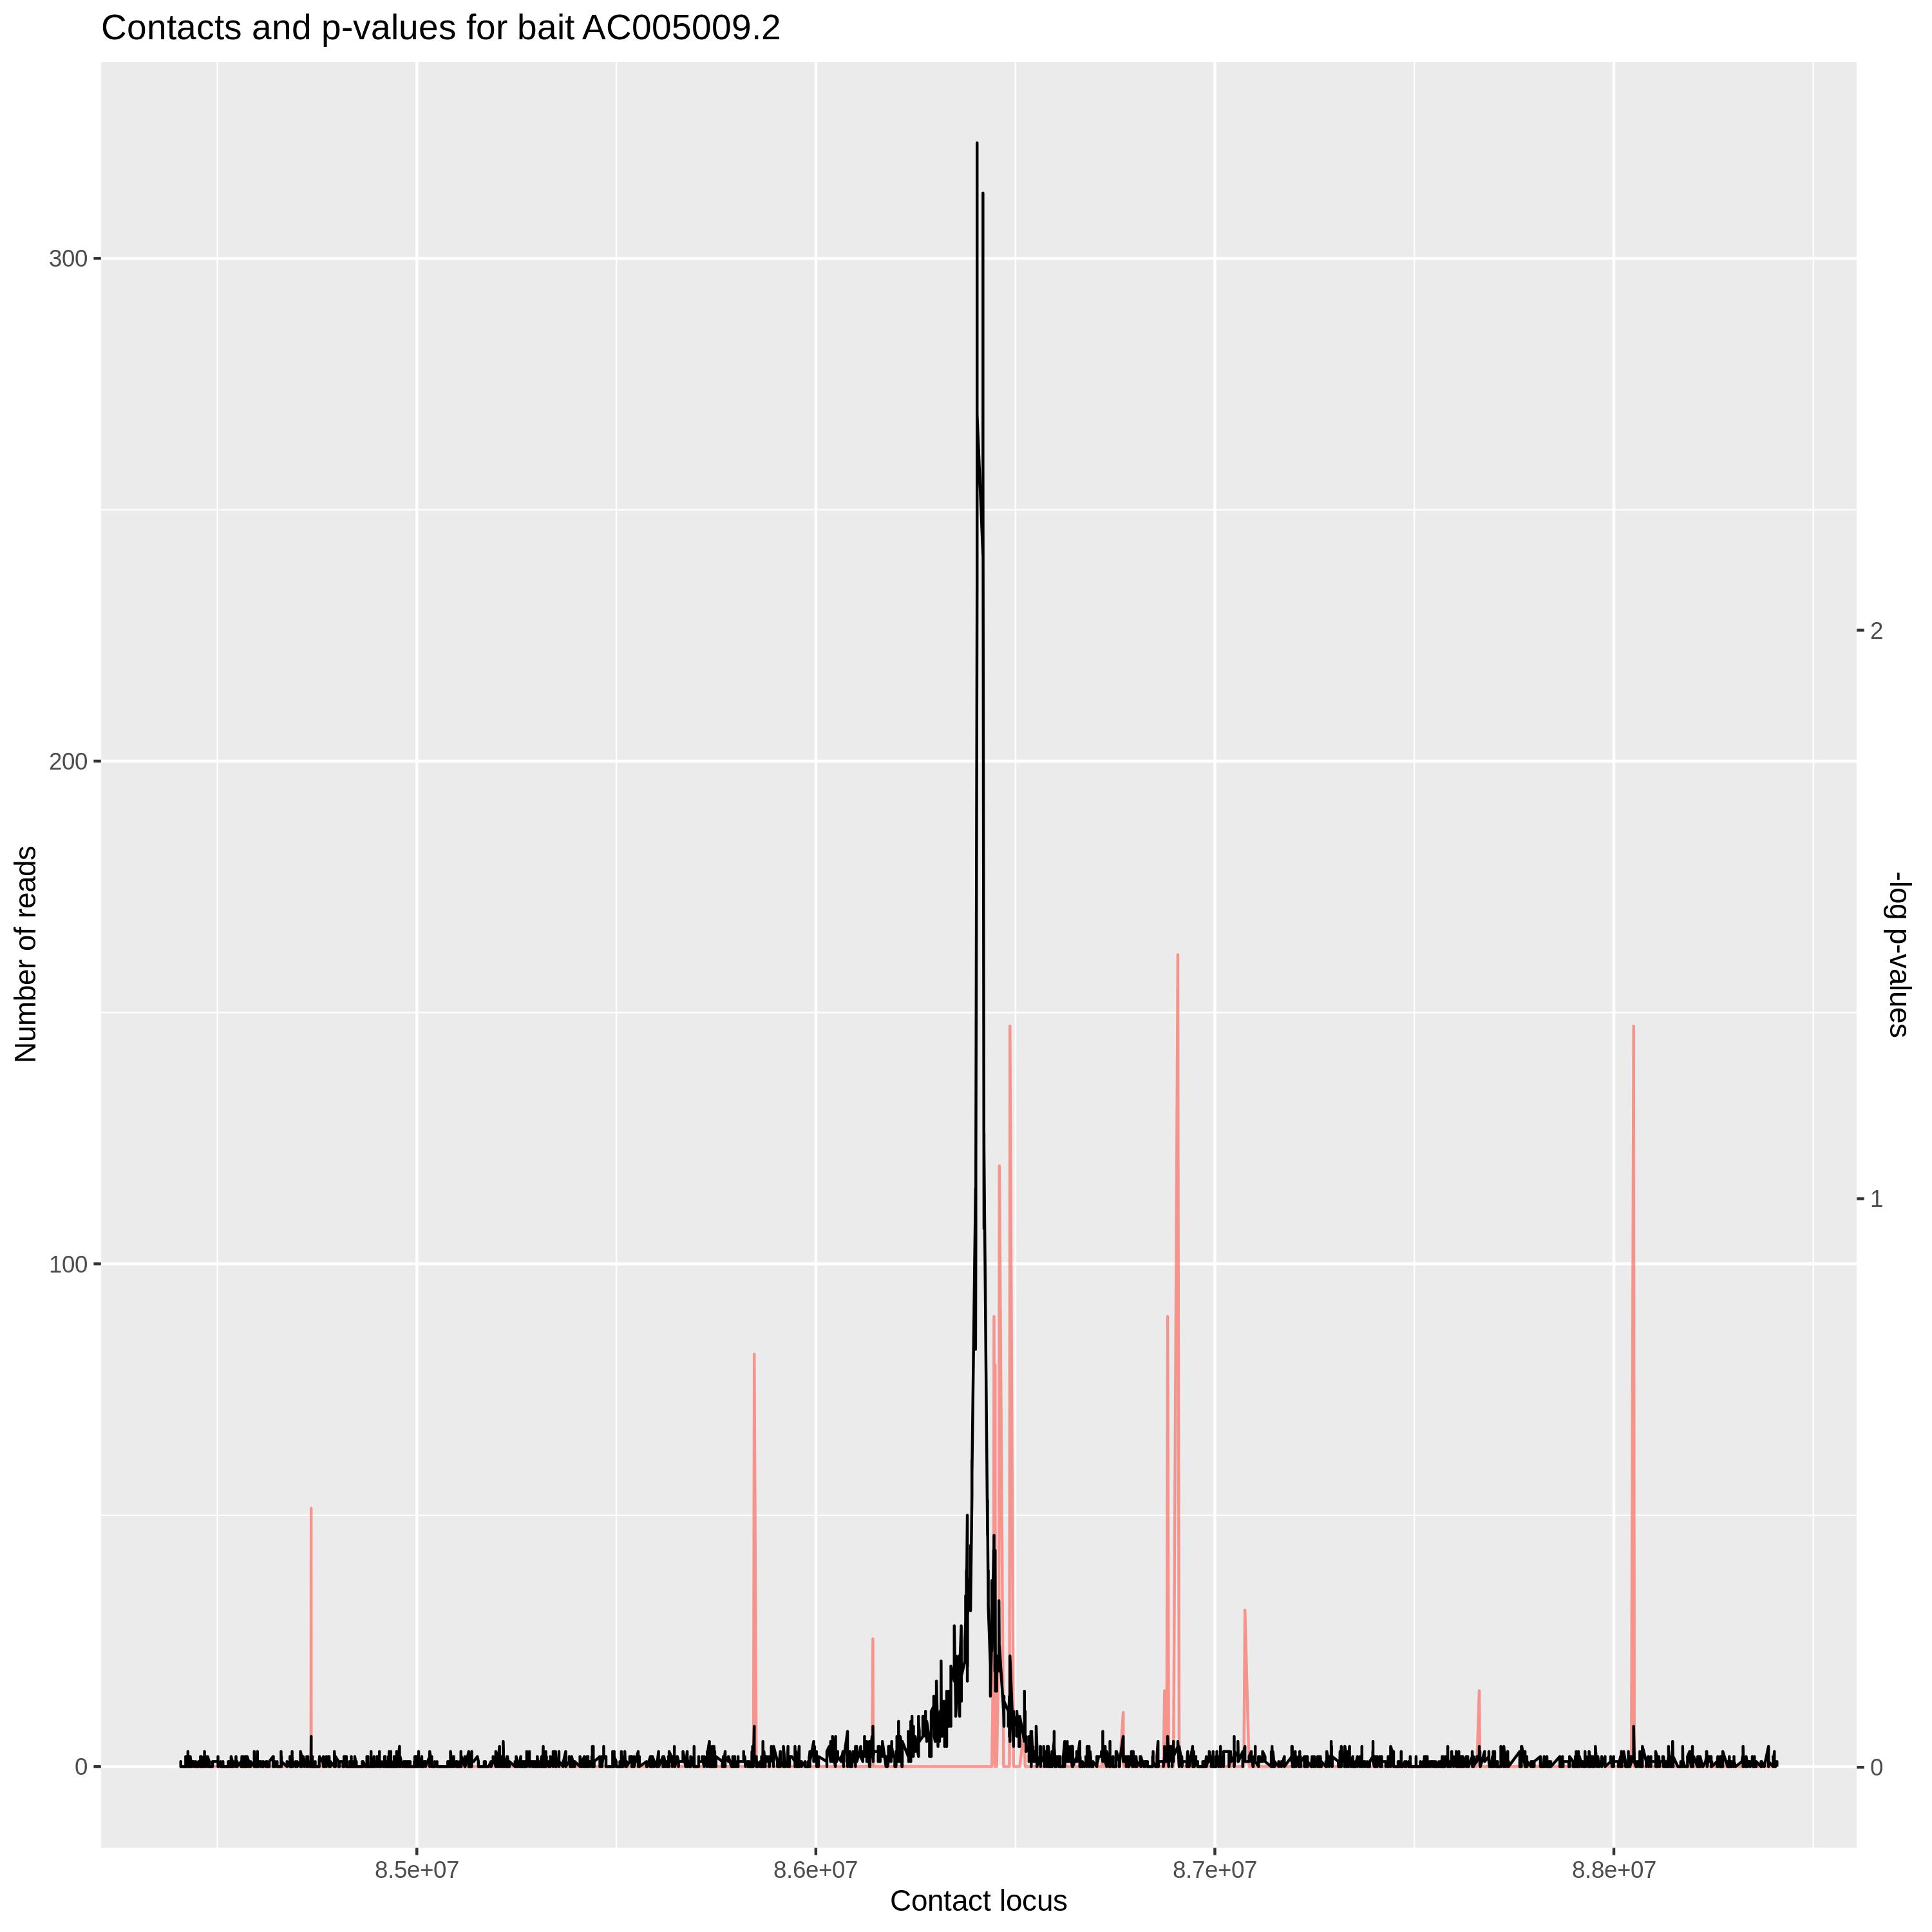 Contacts and p-values for bait AC005009.2
Number of reads
300
200
100
0
2
1
0
-log p-values
8.5e+07
8.6e+07
8.7e+07
8.8e+07
Contact locus